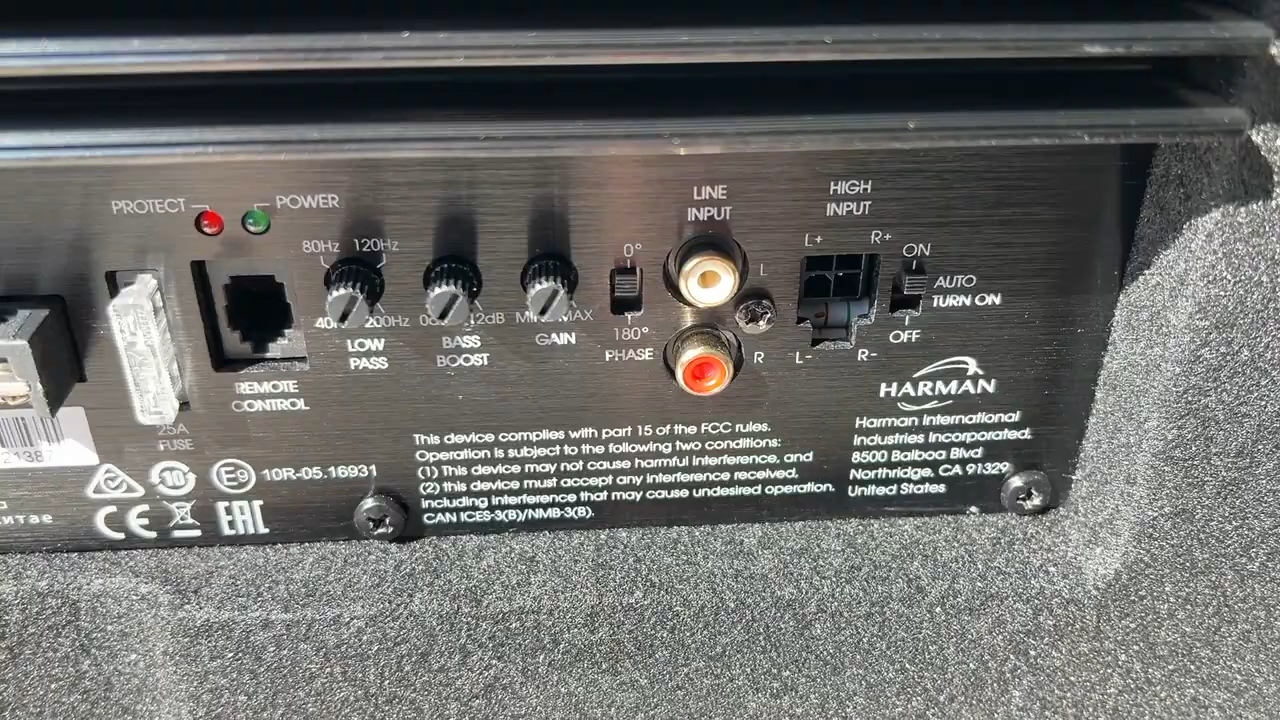 PROTECT
POWER
LINE
INPUT
HIGH
INPUT
80Hz 120Hz
200Hz
LOW
PASS
12dB
BASS
BOOST
MAX
GAIN
0°
180°
PHASE
L
R
L+ R+
L- R-
ON
AUTO
TURN ON
OFF
REMOTE
CONTROL
25A
FUSE
HARMAN
Harman International
Industries Incorporated,
8500 Balboa Blvd
Northridge, CA 91329
United States
This device complies with part 15 of the FCC rules.
Operation is subject to the following two conditions:
(1) This device may not cause harmful interference, and
(2) this device must accept any interference received,
including interference that may cause undesired operation.
CAN ICES-3(B)/NMB-3(B).
10
E9 10R-05.16931
CE EAC